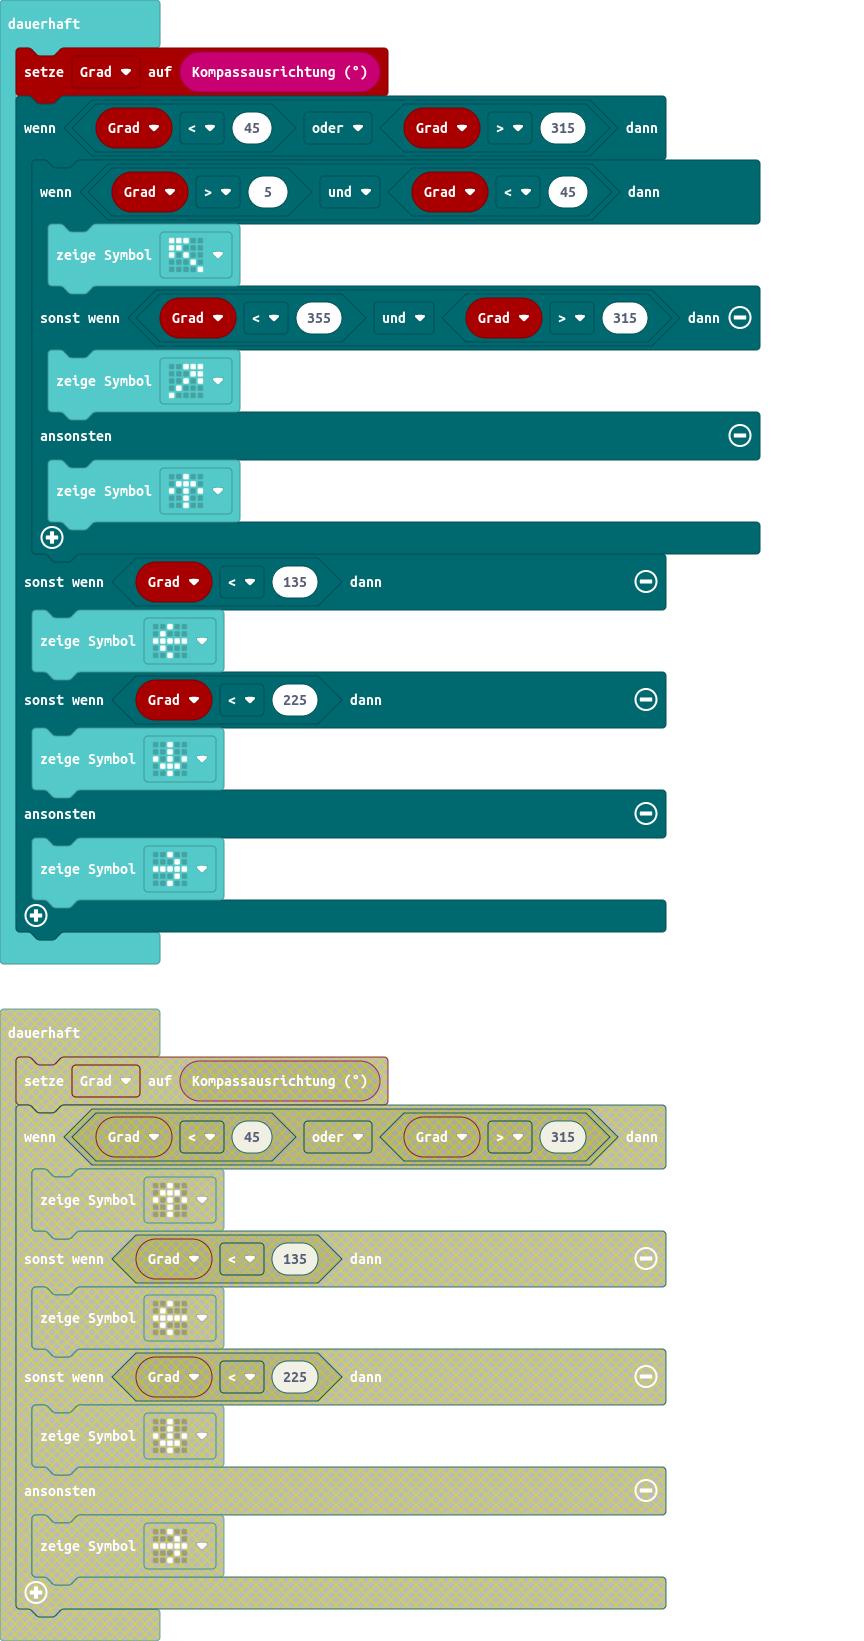 dauerhaft
setze Grad auf Kompassausrichtung (°)
wenn Grad < 45 oder Grad > 315 dann
wenn Grad > 5 und Grad < 45 dann
zeige Symbol
sonst wenn Grad < 355 und Grad > 315 dann
zeige Symbol
ansonsten
zeige Symbol
sonst wenn Grad < 135 dann
zeige Symbol
sonst wenn Grad < 225 dann
zeige Symbol
ansonsten
zeige Symbol
dauerhaft
setze Grad auf Kompassausrichtung (°)
wenn Grad < 45 oder Grad > 315 dann
zeige Symbol
sonst wenn Grad < 135 dann
zeige Symbol
sonst wenn Grad < 225 dann
zeige Symbol
ansonsten
zeige Symbol